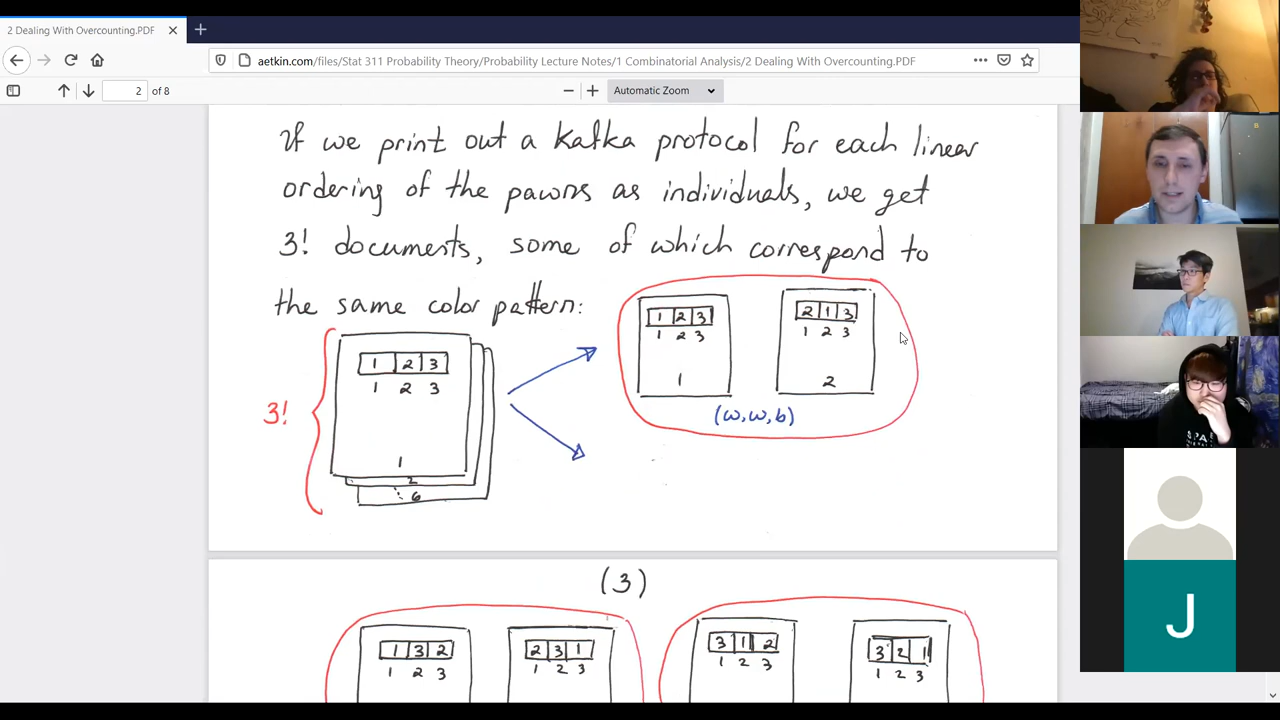 2 Dealing With Overcounting.PDF
aetkin.com/files/Stat 311 Probability Theory/Probability Lecture Notes/1 Combinatorial Analysis/2 Dealing With Overcounting.PDF
2 of 8
Automatic Zoom
If we print out a Kafka protocol for each linear
ordering of the pawns as individuals, we get
3! documents, some of which correspond to
the same color pattern:
1 2 3
1 2 3
1
2 1 3
1 2 3
2
(w,w,b)
3!
1 2 3
1 2 3
1
2
6
(3)
1 3 2
1 2 3
2 3 1
1 2 3
3 1 2
1 2 3
3 2 1
1 2 3
SPACE
J